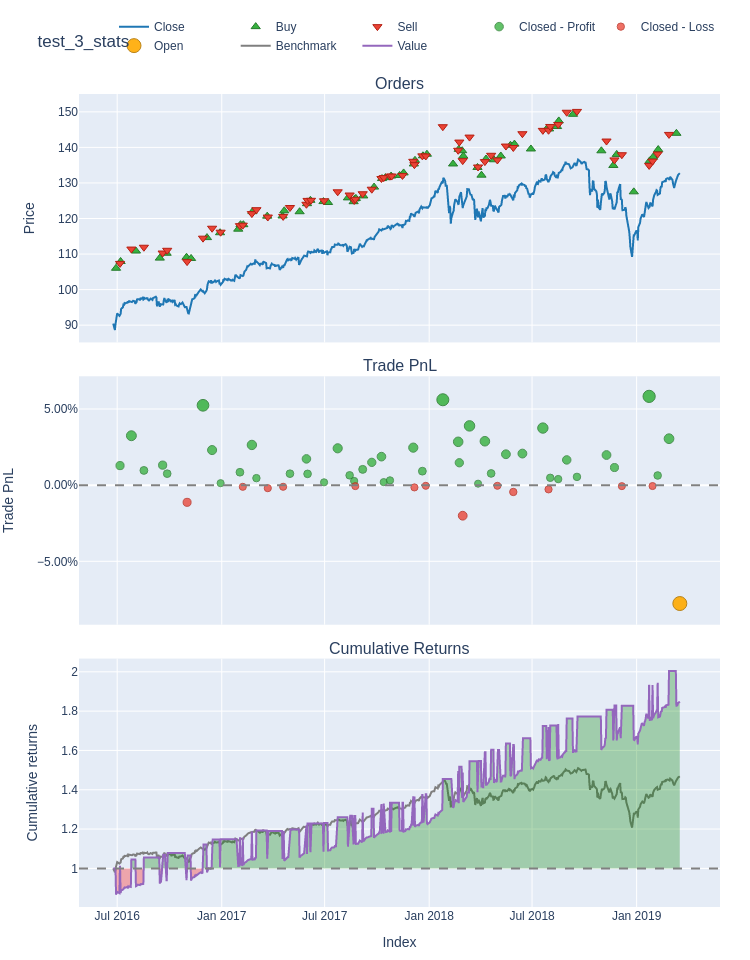 Close Buy Sell Closed - Profit Closed - Loss
test_3_stats Open Benchmark Value
Orders
150
140
130
120
110
100
90
Price
Trade PnL
5.00%
0.00%
−5.00%
Trade PnL
Cumulative Returns
2
1.8
1.6
1.4
1.2
1
Cumulative returns
Jul 2016 Jan 2017 Jul 2017 Jan 2018 Jul 2018 Jan 2019
Index